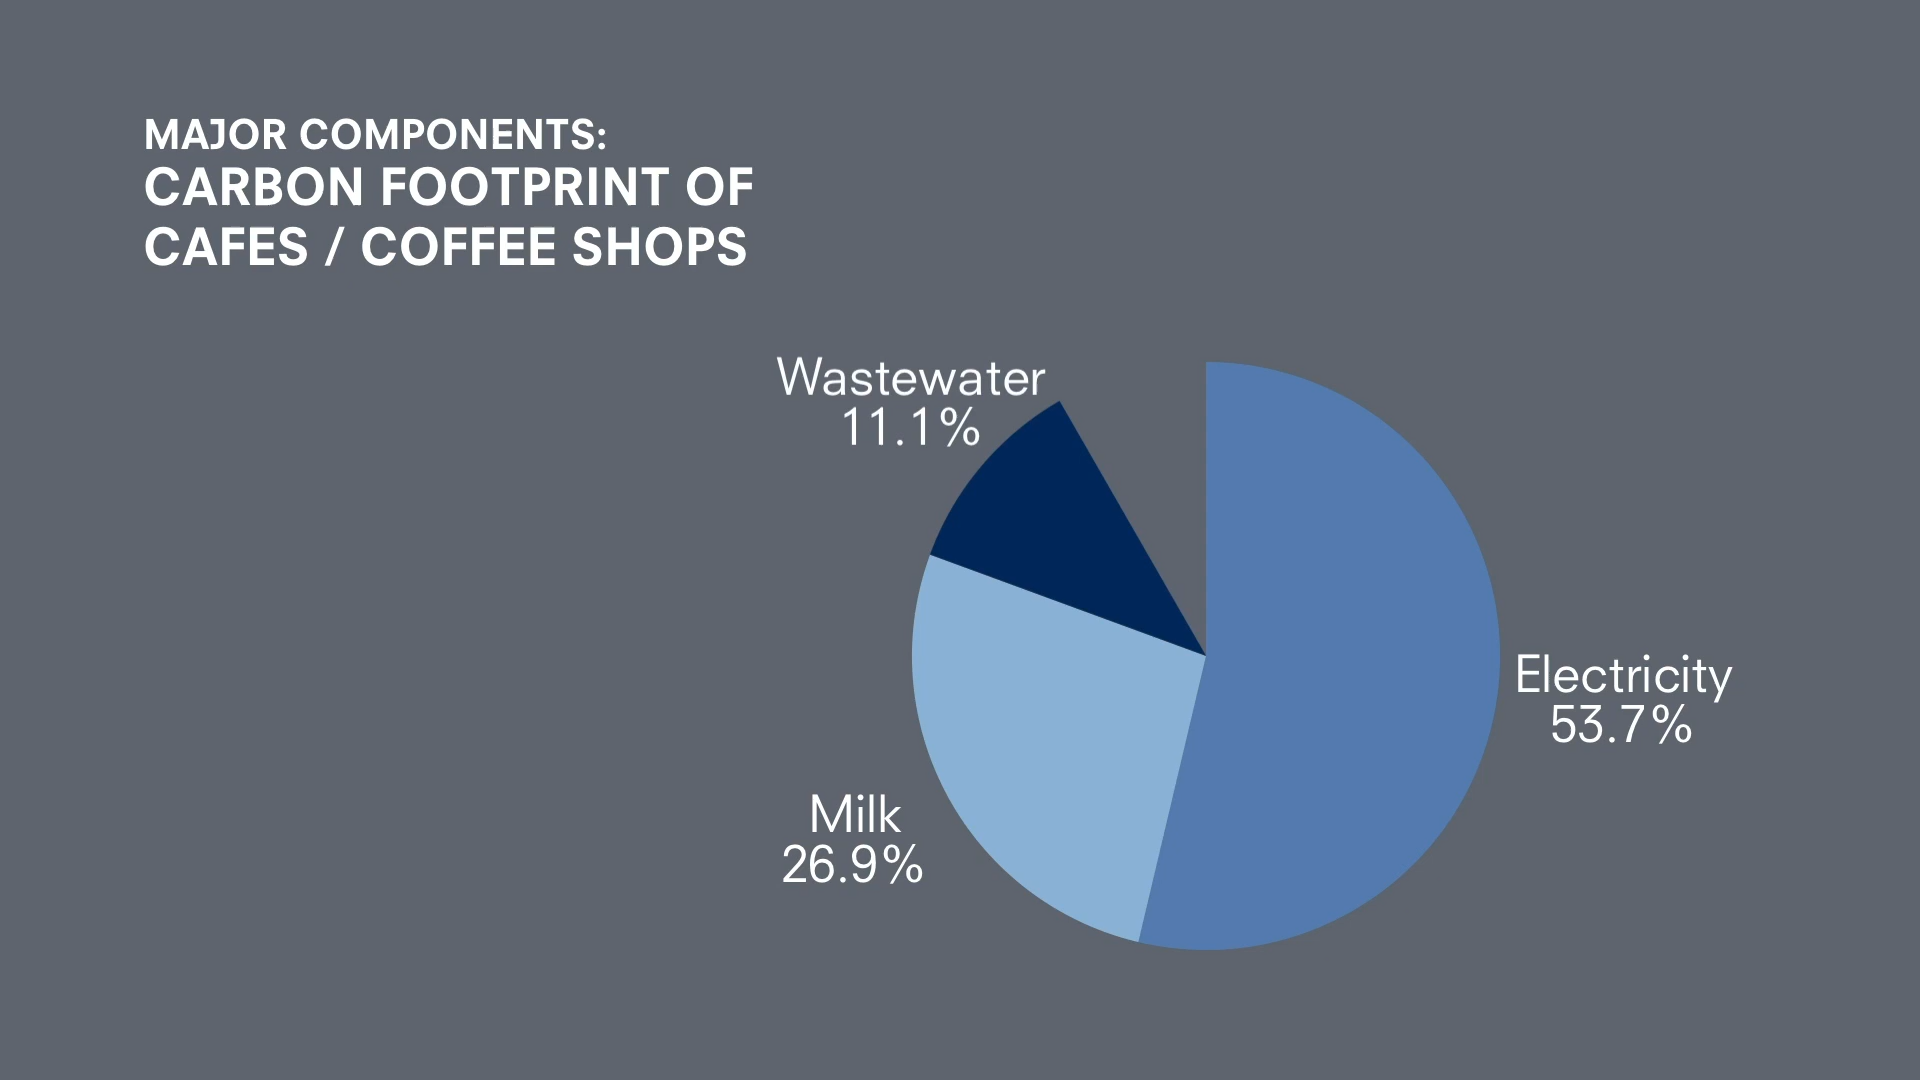 MAJOR COMPONENTS:
CARBON FOOTPRINT OF
CAFES / COFFEE SHOPS
Wastewater
11.1%
Electricity
53.7%
Milk
26.9%